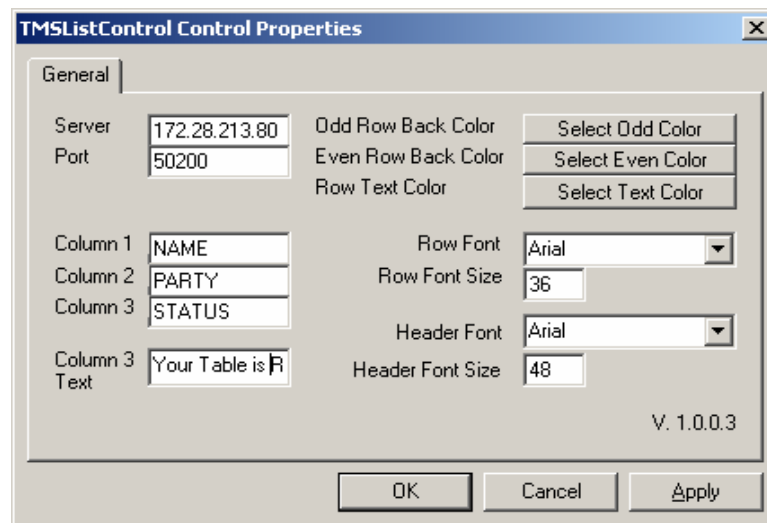 TMSListControl Control Properties
General
Server 172.28.213.80 Odd Row Back Color Select Odd Color
Port 50200 Even Row Back Color Select Even Color
Row Text Color Select Text Color
Column 1 NAME Row Font Arial
Column 2 PARTY Row Font Size 36
Column 3 STATUS
Header Font Arial
Column 3 Text Your Table is R Header Font Size 48
V. 1.0.0.3
OK Cancel Apply